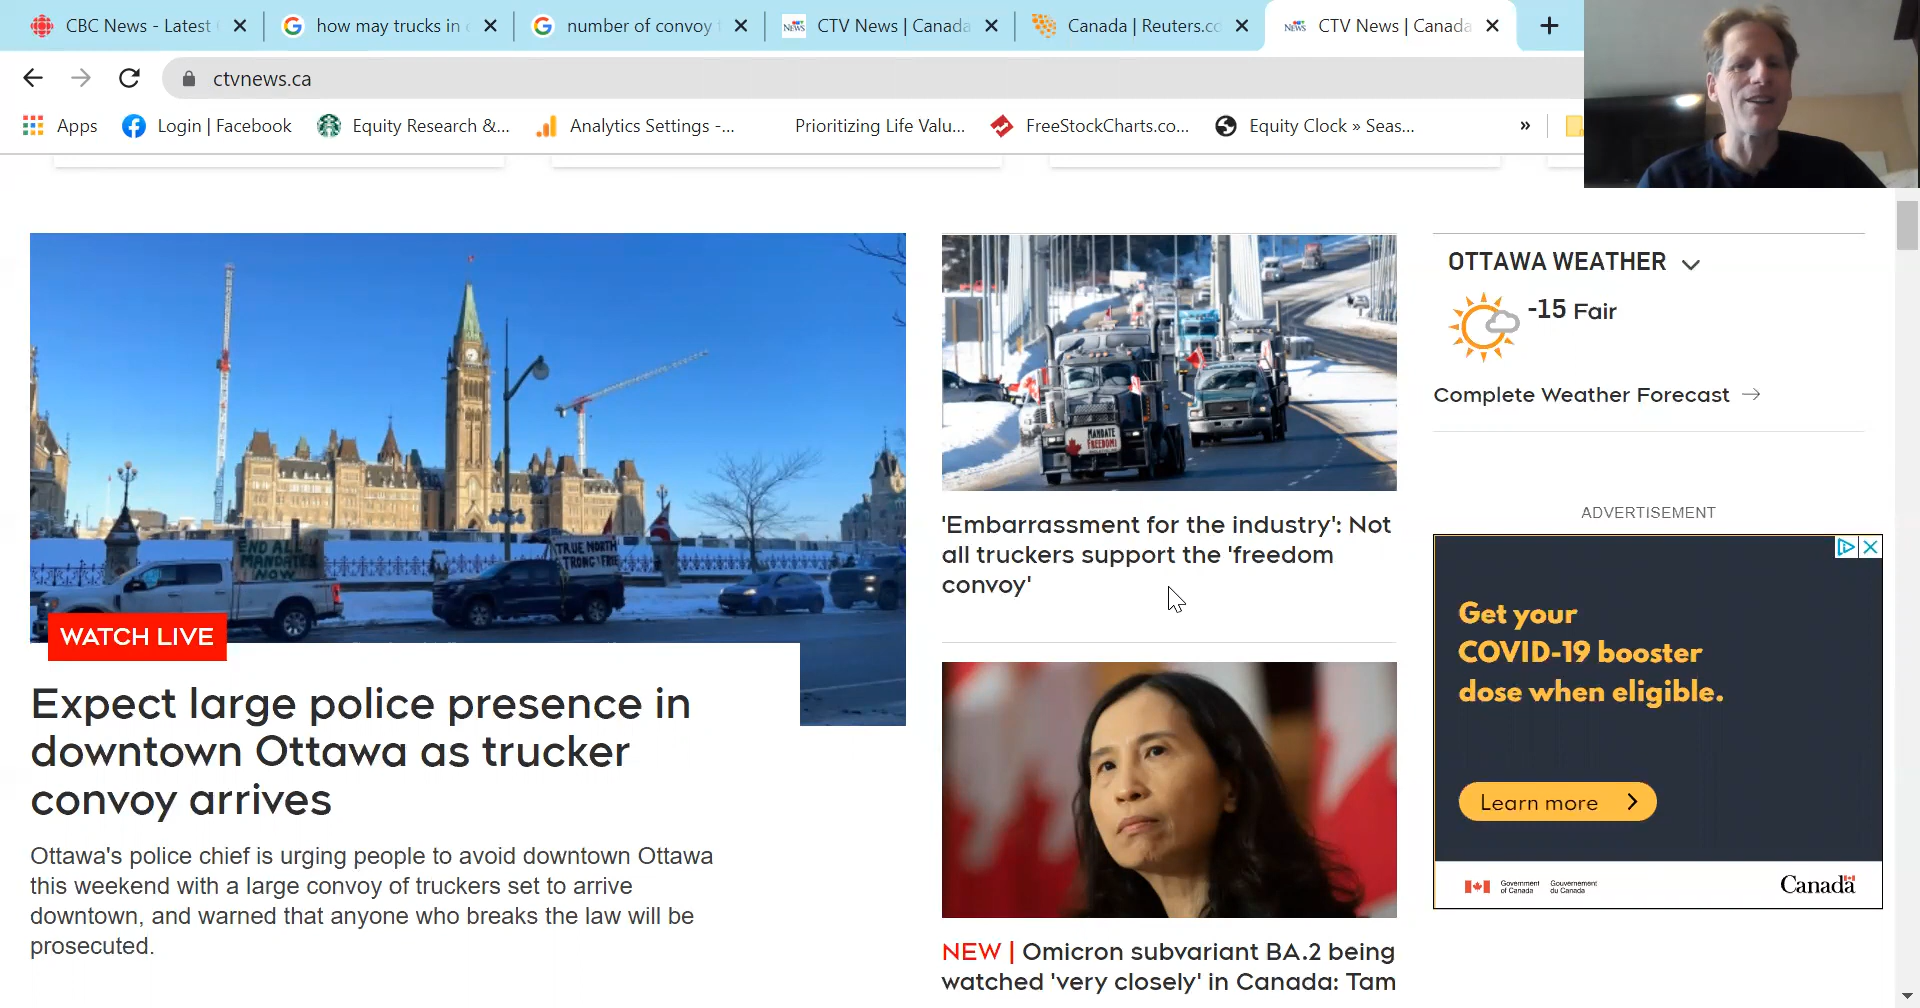 CBC News - Latest
how may trucks in
number of convoy
CTV News | Canada
Canada | Reuters.co
CTV News | Canada
ctvnews.ca
Apps
Login | Facebook
Equity Research &...
Analytics Settings -...
Prioritizing Life Valu...
FreeStockCharts.co...
Equity Clock » Seas...
»
END ALL
MANDATES
NOW
TRUE NORTH
STRONG & FREE
WATCH LIVE
Expect large police presence in
downtown Ottawa as trucker
convoy arrives
Ottawa's police chief is urging people to avoid downtown Ottawa
this weekend with a large convoy of truckers set to arrive
downtown, and warned that anyone who breaks the law will be
prosecuted.
MANDATE
FREEDOM!
'Embarrassment for the industry': Not
all truckers support the 'freedom
convoy'
NEW | Omicron subvariant BA.2 being
watched 'very closely' in Canada: Tam
OTTAWA WEATHER
-15 Fair
Complete Weather Forecast
ADVERTISEMENT
Get your
COVID-19 booster
dose when eligible.
Learn more
Government Gouvernement
of Canada du Canada
Canada